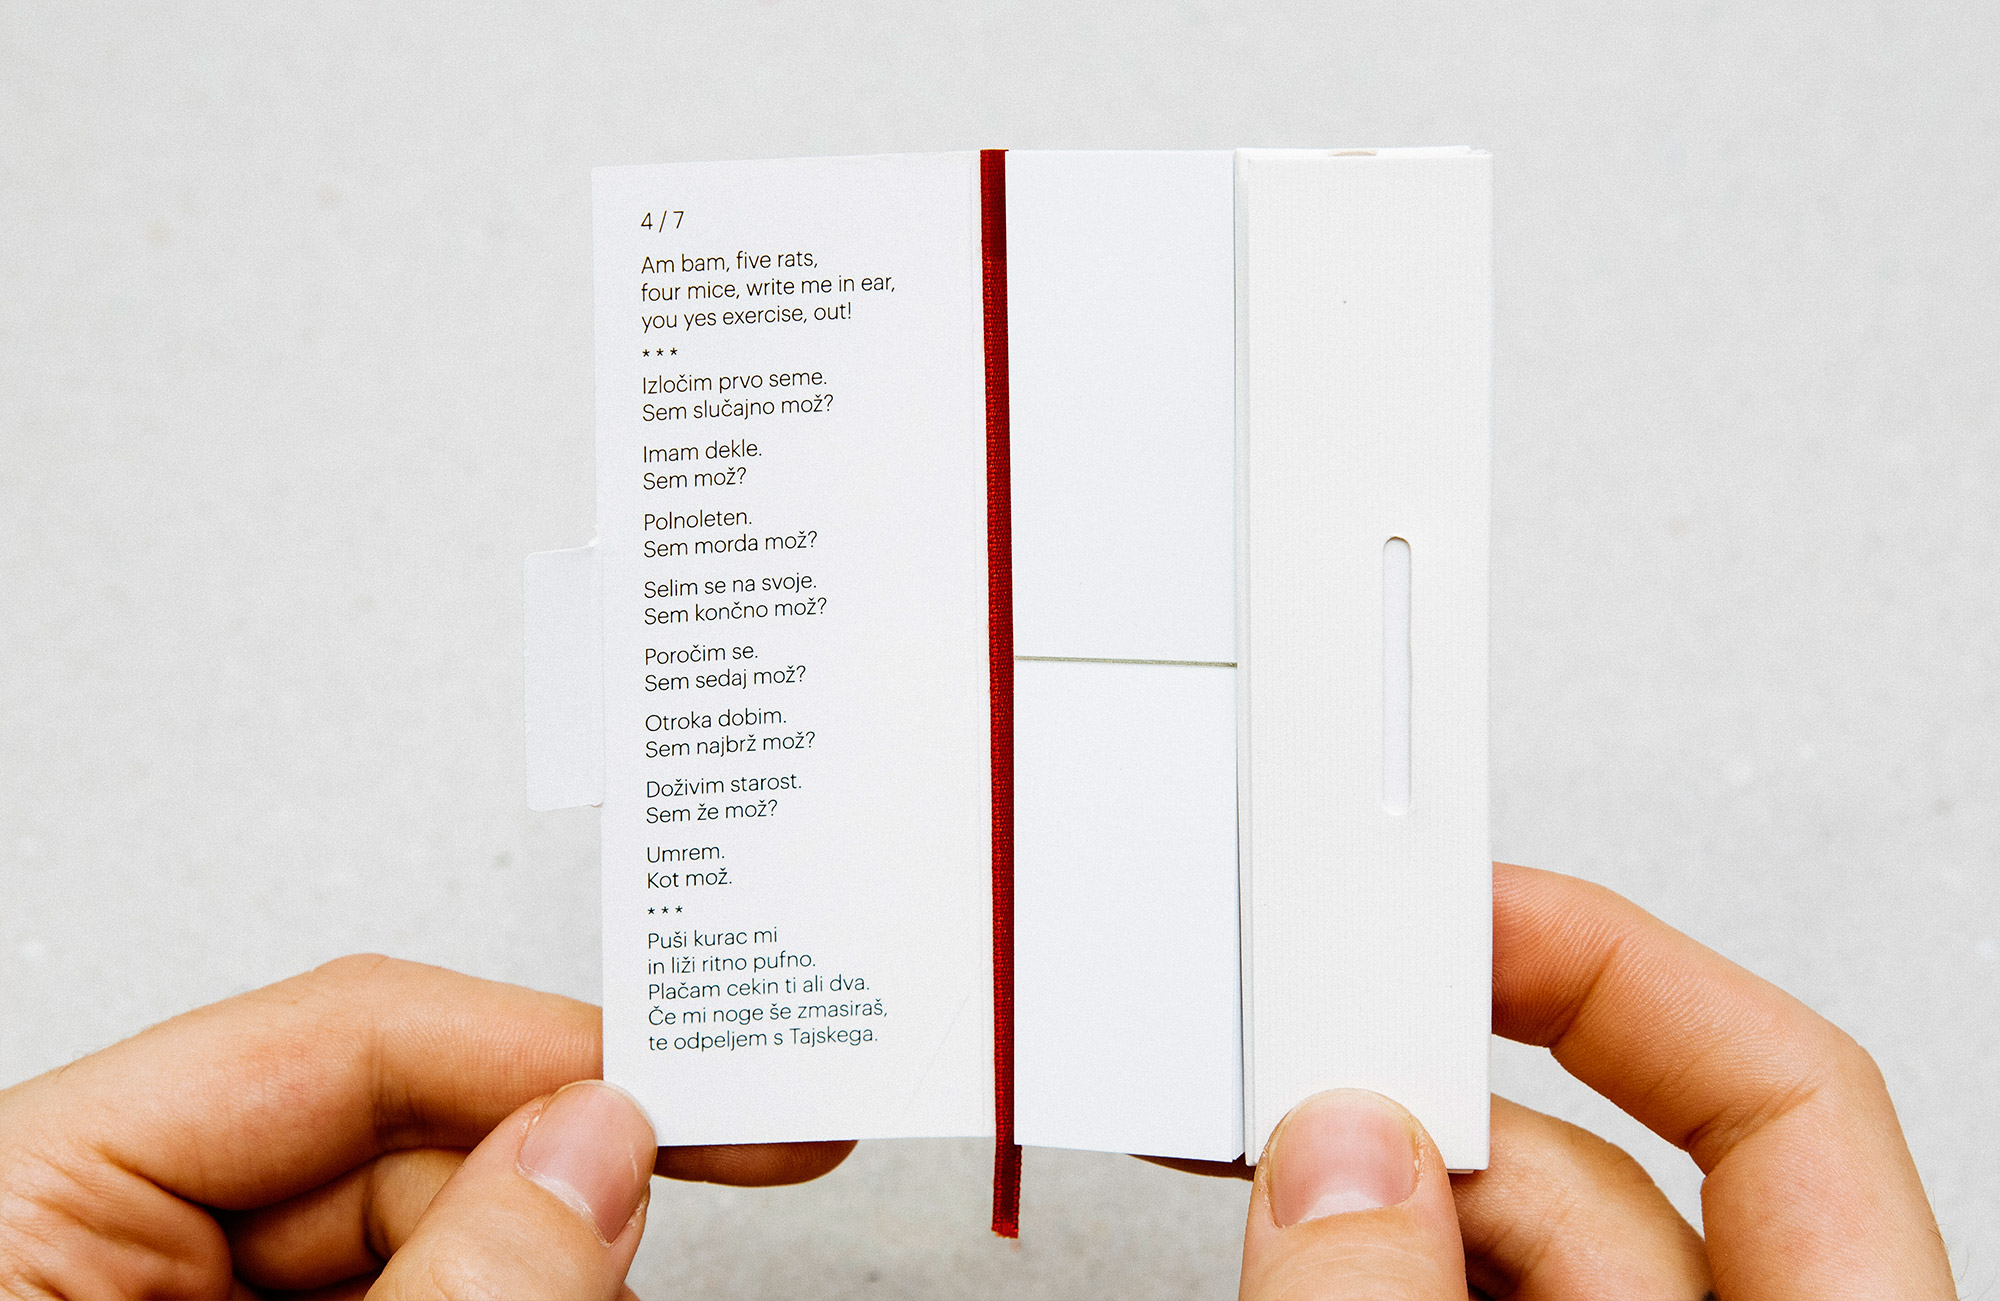 4 / 7
Am bam, five rats,
four mice, write me in ear,
you yes exercise, out!
* * *
Izločim prvo seme.
Sem slučajno mož?
Imam dekle.
Sem mož?
Polnoleten.
Sem morda mož?
Selim se na svoje.
Sem končno mož?
Poročim se.
Sem sedaj mož?
Otroka dobim.
Sem najbrž mož?
Doživim starost.
Sem že mož?
Umrem.
Kot mož.
* * *
Puši kurac mi
in liži ritno pufno.
Plačam cekin ti ali dva.
Če mi noge še zmasiraš,
te odpeljem s Tajskega.